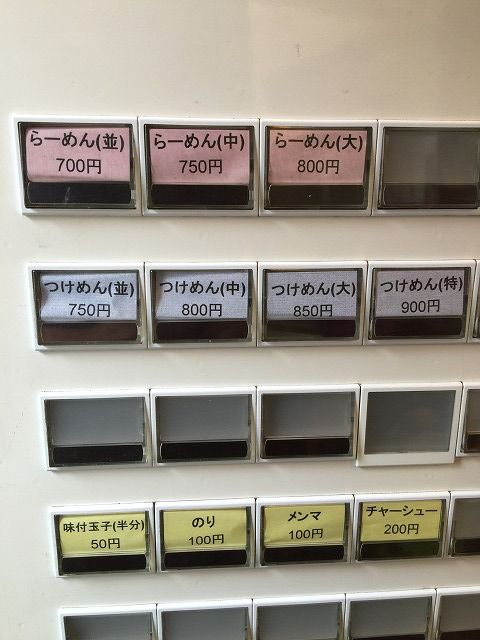 らーめん(並)
700円
らーめん(中)
750円
らーめん(大)
800円
つけめん(並)
750円
つけめん(中)
800円
つけめん(大)
850円
つけめん(特)
900円
味付玉子(半分)
50円
のり
100円
メンマ
100円
チャーシュー
200円